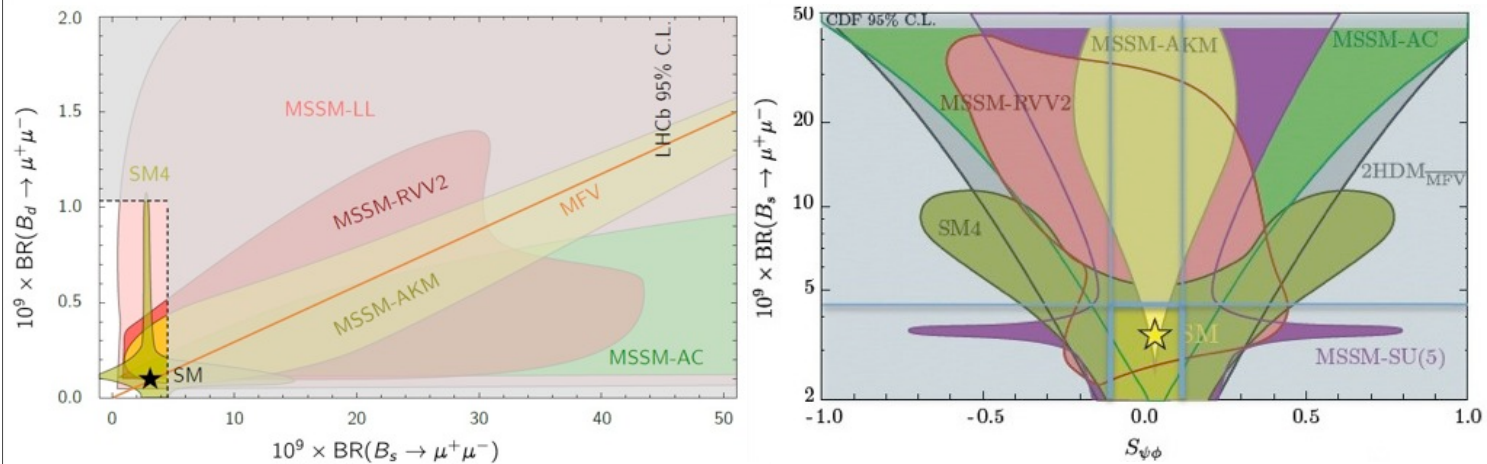 2.0
1.5
1.0
0.5
0.0
10⁹ × BR(B_d → μ⁺μ⁻)
MSSM-LL
LHCb 95% C.L.
SM4
MSSM-RVV2
MFV
MSSM-AKM
MSSM-AC
SM
0 10 20 30 40 50
10⁹ × BR(B_s → μ⁺μ⁻)
50
20
10
5
2
10⁹ × BR(B_s → μ⁺μ⁻)
CDF 95% C.L.
MSSM-AKM
MSSM-AC
MSSM-RVV2
2HDM_MFV̅
SM4
SM
MSSM-SU(5)
-1.0 -0.5 0.0 0.5 1.0
S_ψϕ